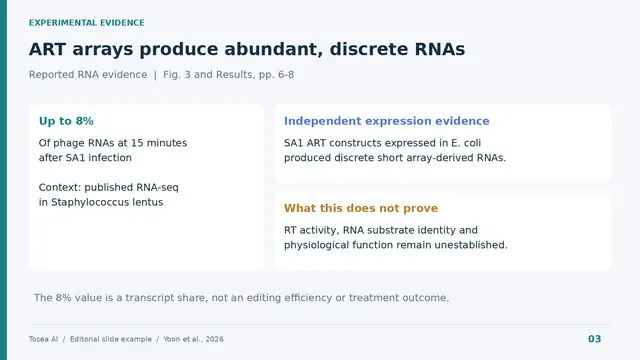 EXPERIMENTAL EVIDENCE
ART arrays produce abundant, discrete RNAs
Reported RNA evidence | Fig. 3 and Results, pp. 6-8
Up to 8%
Of phage RNAs at 15 minutes
after SA1 infection
Context: published RNA-seq
in Staphylococcus lentus
Independent expression evidence
SA1 ART constructs expressed in E. coli
produced discrete short array-derived RNAs.
What this does not prove
RT activity, RNA substrate identity and
physiological function remain unestablished.
The 8% value is a transcript share, not an editing efficiency or treatment outcome.
Tosea AI / Editorial slide example / Yoon et al., 2026
03